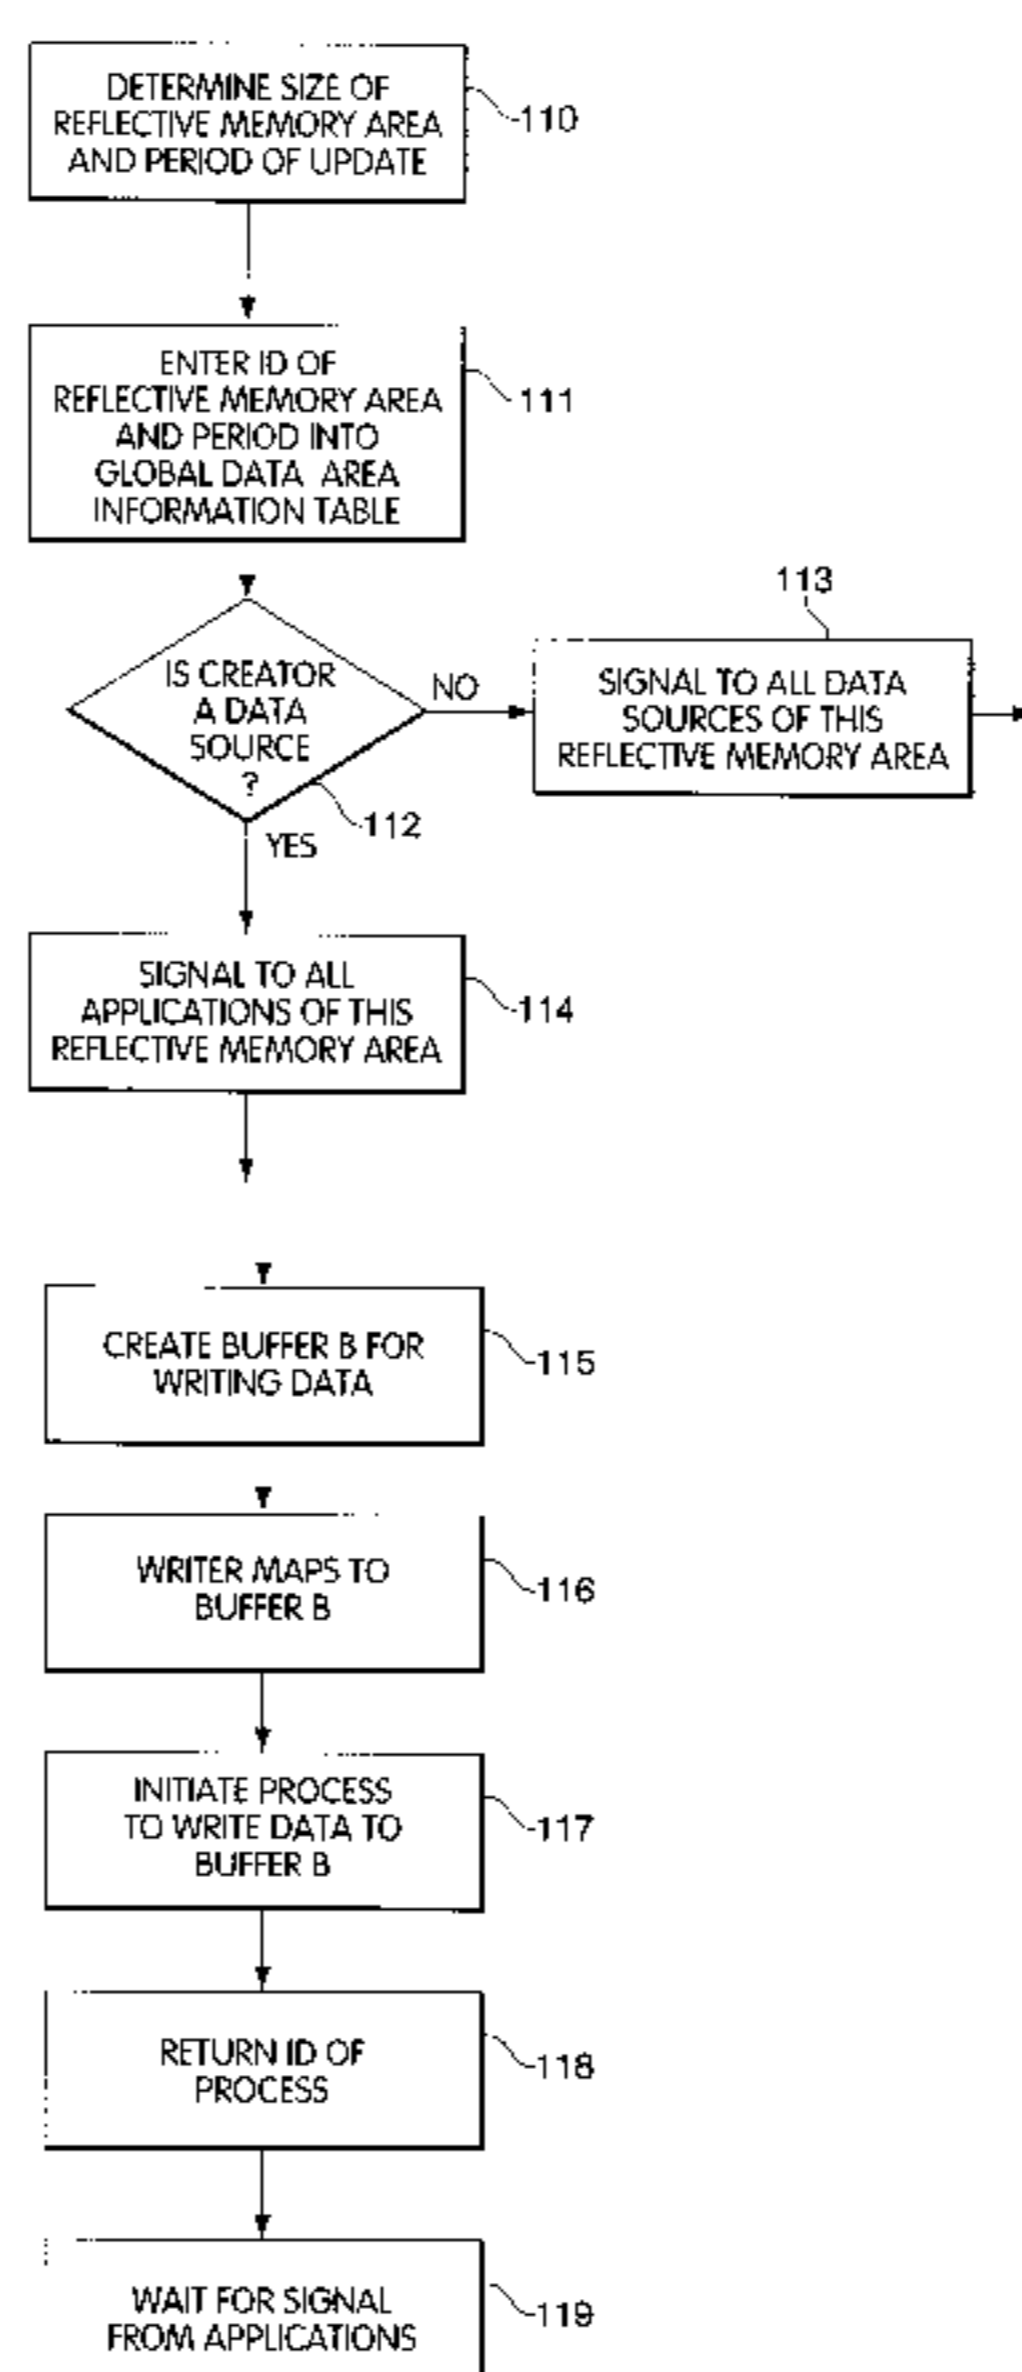 DETERMINE SIZE OF
REFLECTIVE MEMORY AREA
AND PERIOD OF UPDATE
110
ENTER ID OF
REFLECTIVE MEMORY AREA
AND PERIOD INTO
GLOBAL DATA AREA
INFORMATION TABLE
111
IS CREATOR
A DATA
SOURCE
?
112
NO
113
SIGNAL TO ALL DATA
SOURCES OF THIS
REFLECTIVE MEMORY AREA
YES
SIGNAL TO ALL
APPLICATIONS OF THIS
REFLECTIVE MEMORY AREA
114
CREATE BUFFER B FOR
WRITING DATA
115
WRITER MAPS TO
BUFFER B
116
INITIATE PROCESS
TO WRITE DATA TO
BUFFER B
117
RETURN ID OF
PROCESS
118
WAIT FOR SIGNAL
FROM APPLICATIONS
119